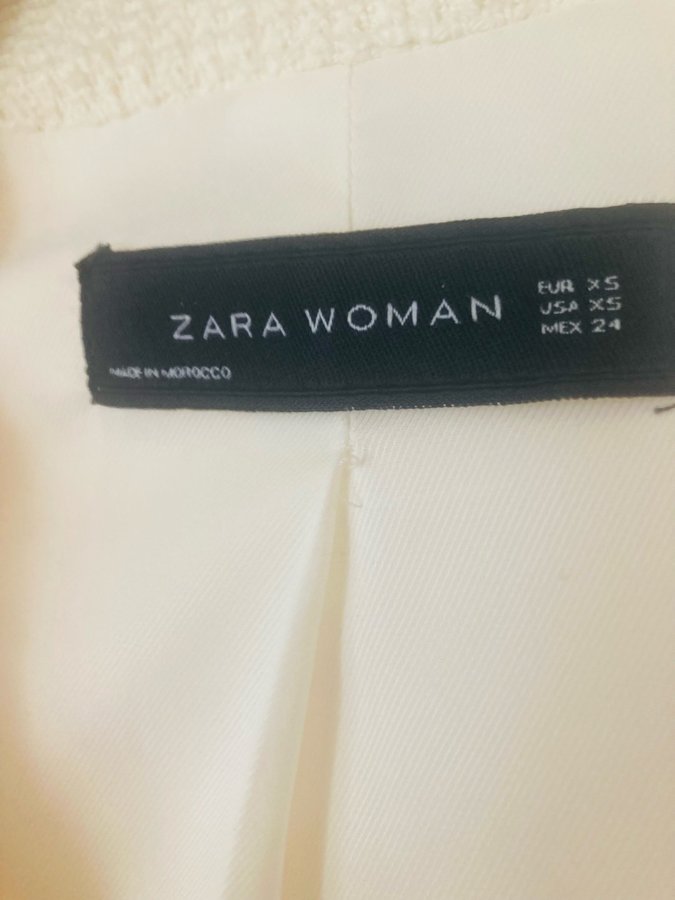 ZARA WOMAN
EUR XS
USA XS
MEX 24
MADE IN MOROCCO